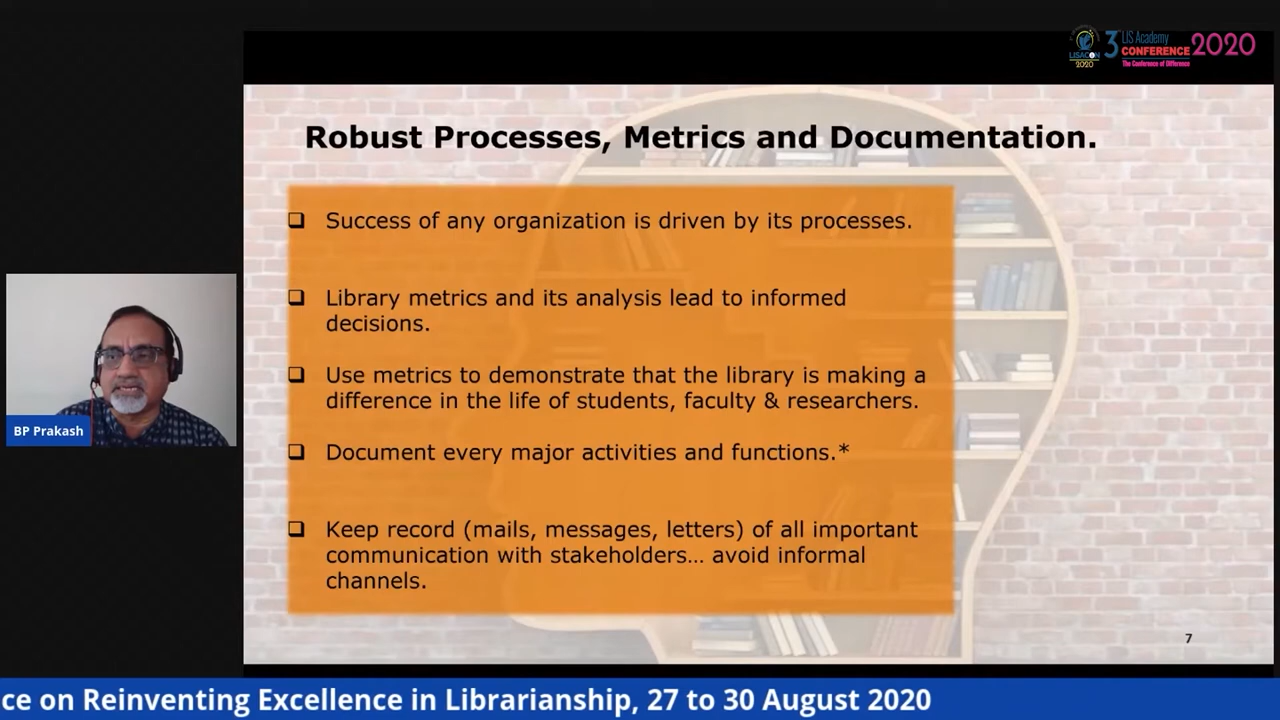 LISACON
2020
3
LIS Academy
CONFERENCE
2020
The Conference of Difference
Robust Processes, Metrics and Documentation.
Success of any organization is driven by its processes.
Library metrics and its analysis lead to informed
decisions.
Use metrics to demonstrate that the library is making a
difference in the life of students, faculty & researchers.
Document every major activities and functions.*
Keep record (mails, messages, letters) of all important
communication with stakeholders... avoid informal
channels.
BP Prakash
7
ce on Reinventing Excellence in Librarianship, 27 to 30 August 2020